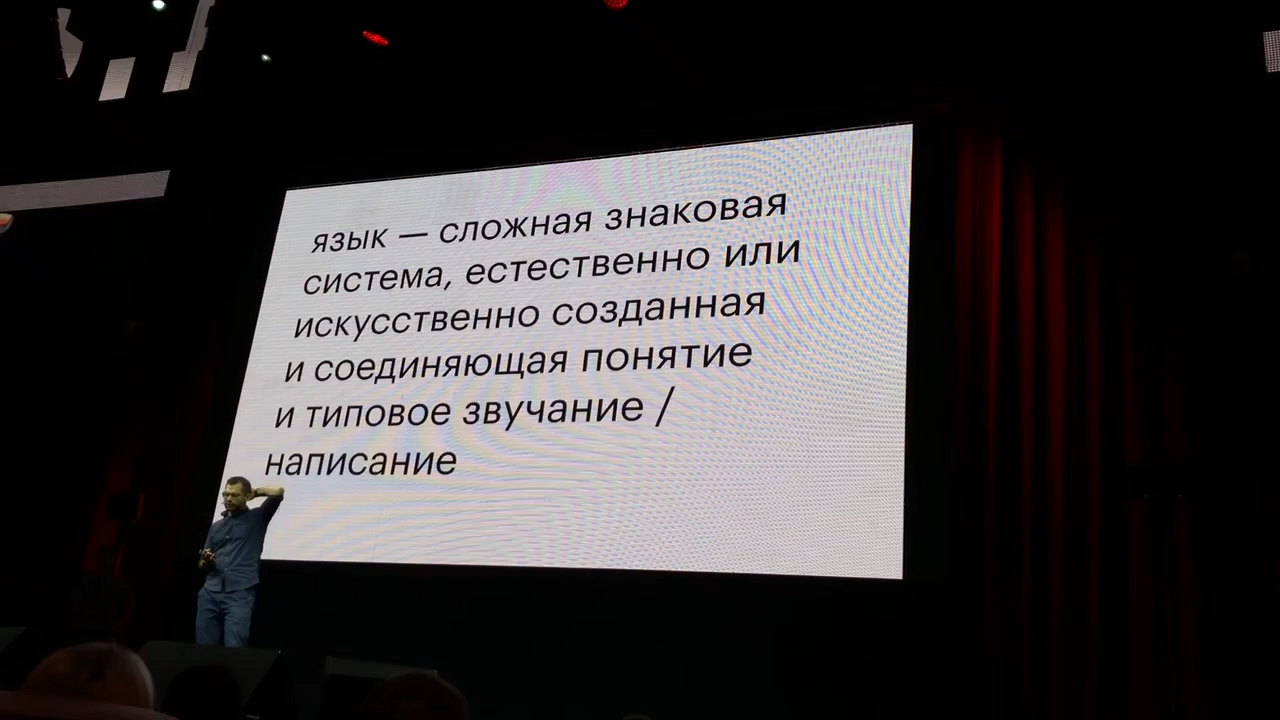 язык — сложная знаковая
система, естественно или
искусственно созданная
и соединяющая понятие
и типовое звучание /
написание